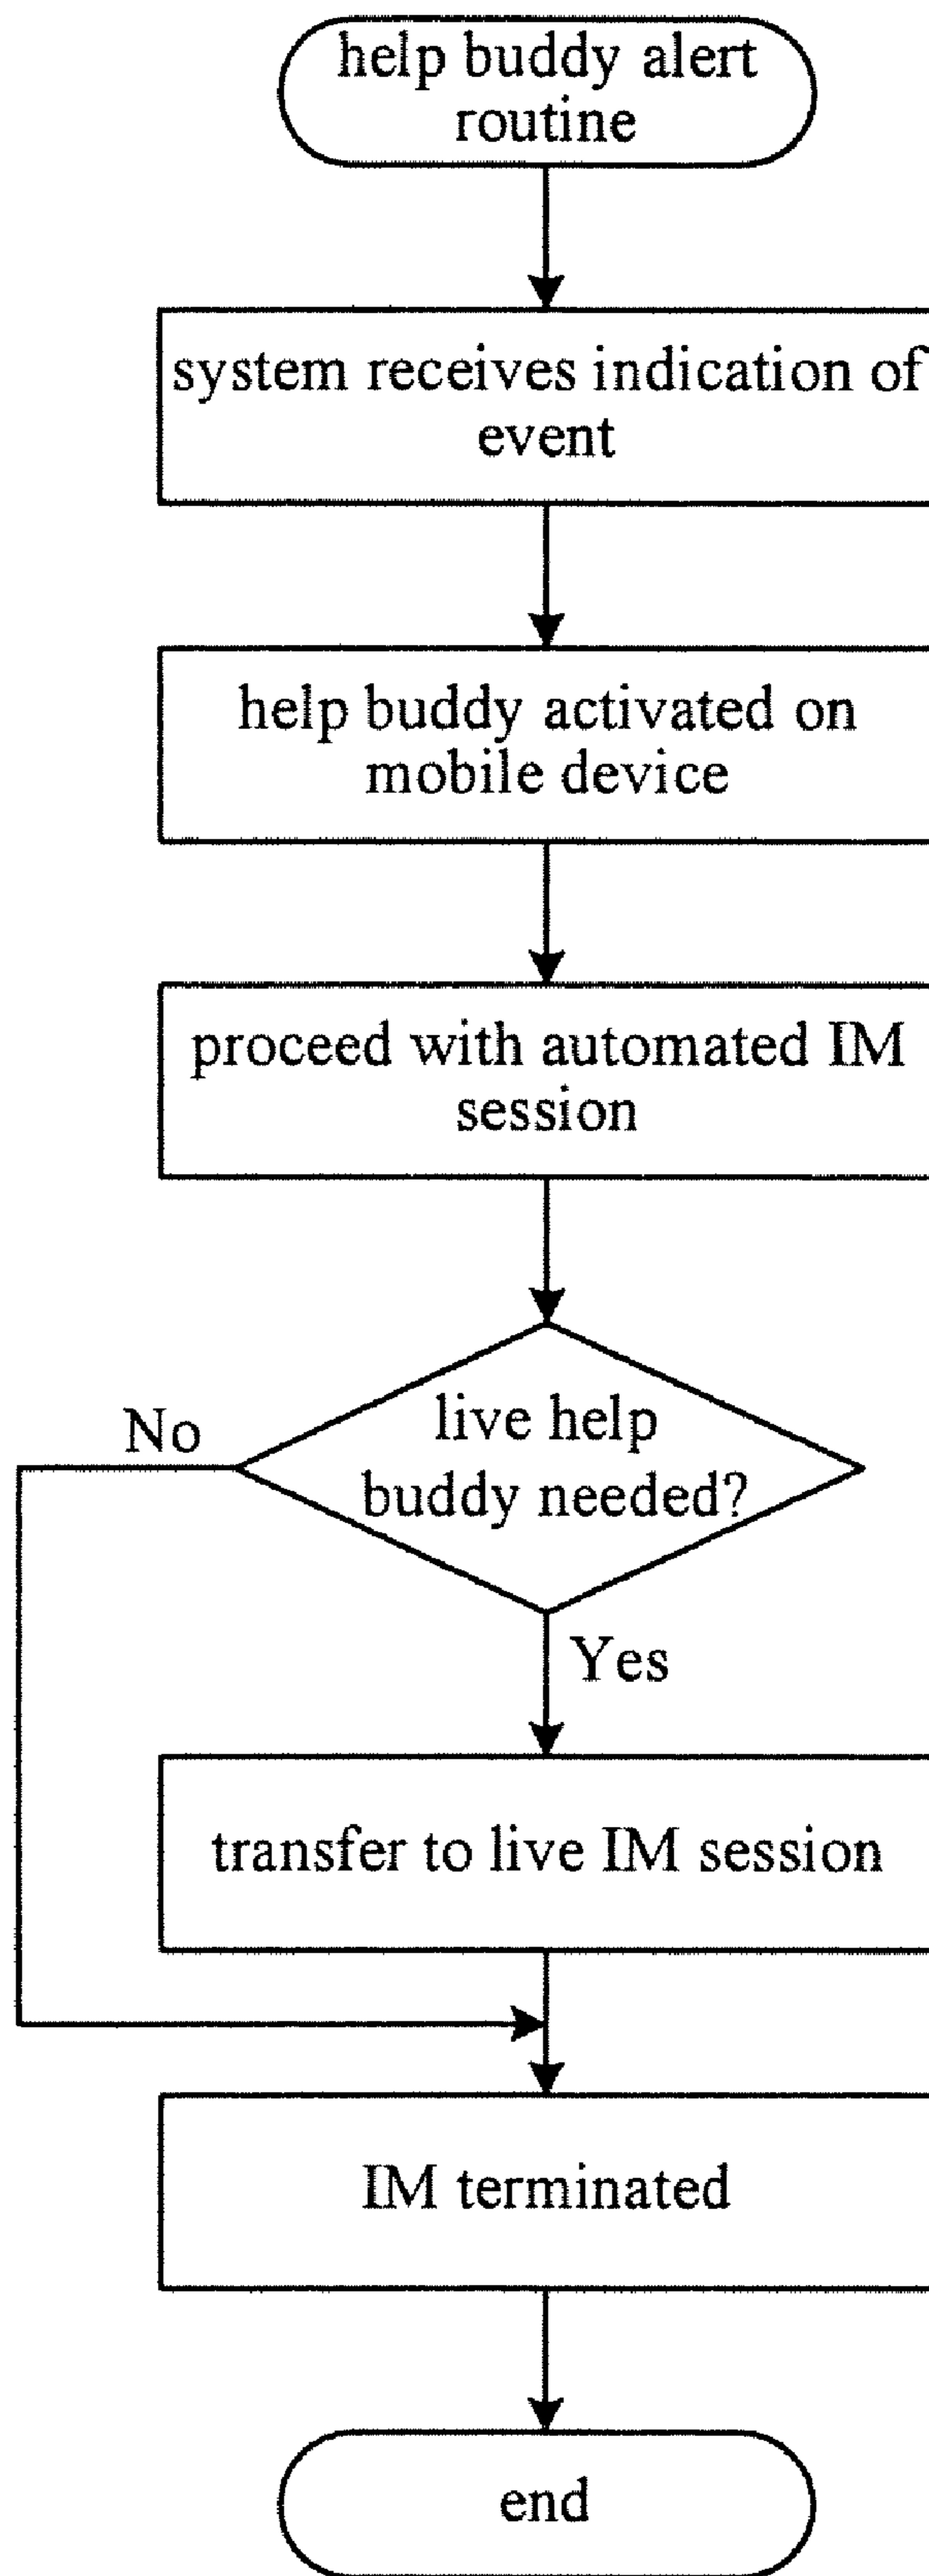 help buddy alert
routine
system receives indication of
event
help buddy activated on
mobile device
proceed with automated IM
session
live help
buddy needed?
No
Yes
transfer to live IM session
IM terminated
end